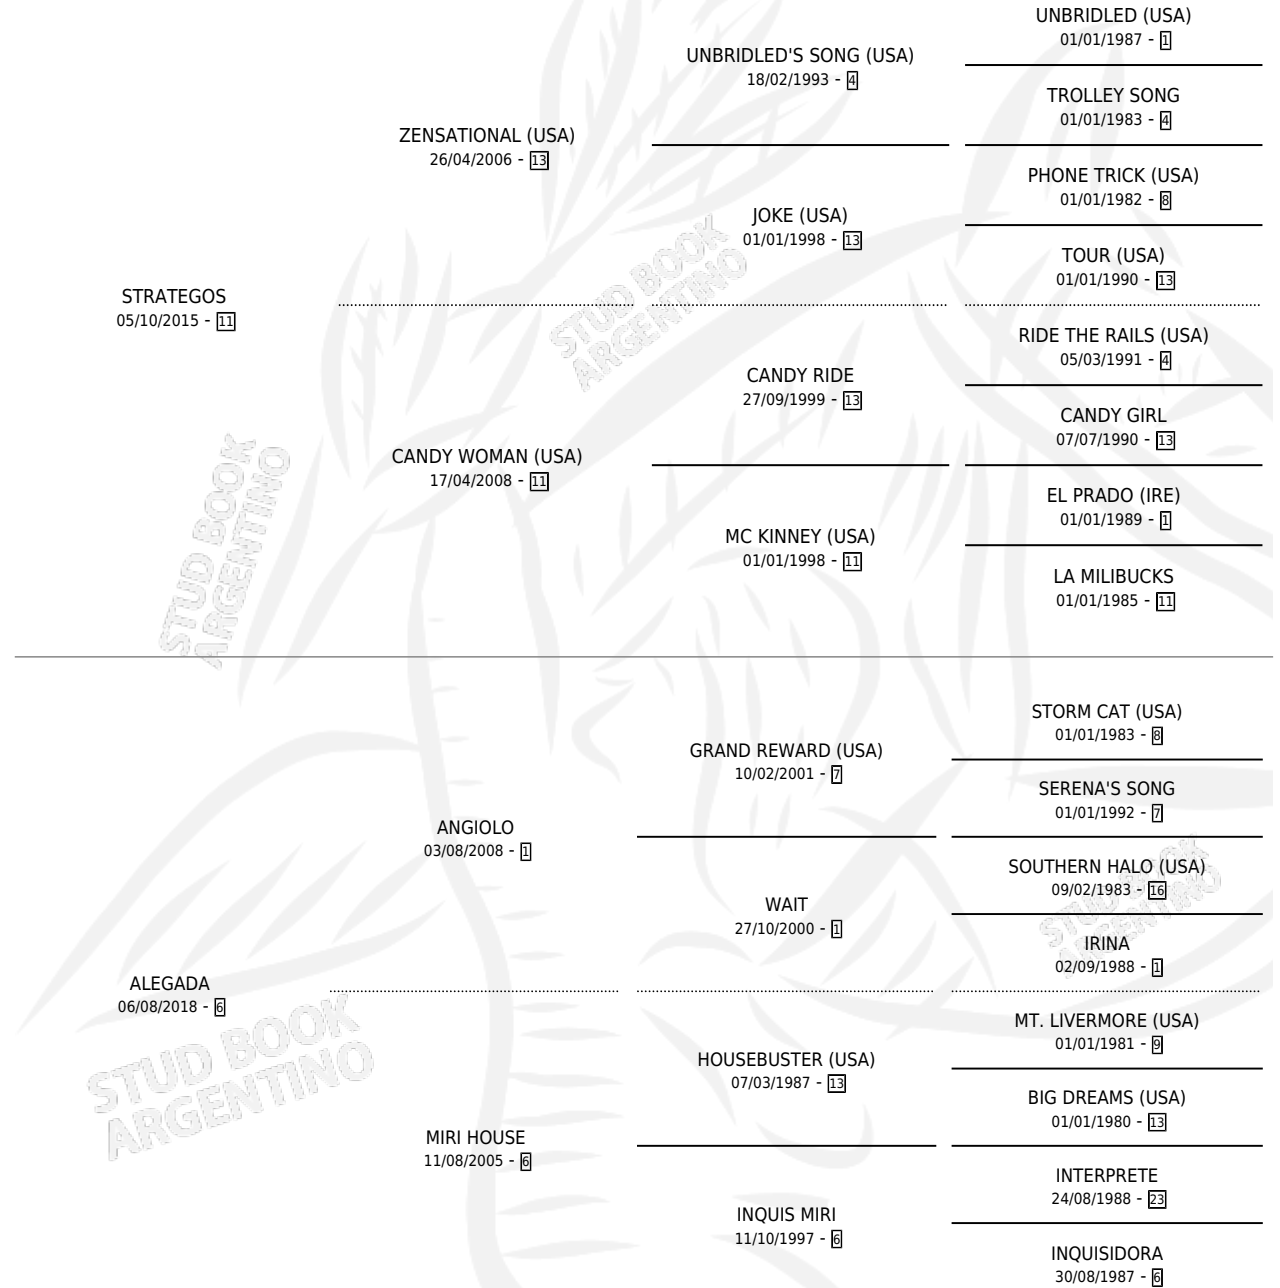 UNBRIDLED (USA)
01/01/1987 - 1
UNBRIDLED'S SONG (USA)
18/02/1993 - 4
TROLLEY SONG
01/01/1983 - 4
ZENSATIONAL (USA)
26/04/2006 - 13
PHONE TRICK (USA)
01/01/1982 - 8
JOKE (USA)
01/01/1998 - 13
TOUR (USA)
01/01/1990 - 13
STRATEGOS
05/10/2015 - 11
RIDE THE RAILS (USA)
05/03/1991 - 4
CANDY RIDE
27/09/1999 - 13
CANDY GIRL
07/07/1990 - 13
CANDY WOMAN (USA)
17/04/2008 - 11
EL PRADO (IRE)
01/01/1989 - 1
MC KINNEY (USA)
01/01/1998 - 11
LA MILIBUCKS
01/01/1985 - 11
STORM CAT (USA)
01/01/1983 - 8
GRAND REWARD (USA)
10/02/2001 - 7
SERENA'S SONG
01/01/1992 - 7
ANGIOLO
03/08/2008 - 1
SOUTHERN HALO (USA)
09/02/1983 - 16
WAIT
27/10/2000 - 1
IRINA
02/09/1988 - 1
ALEGADA
06/08/2018 - 6
MT. LIVERMORE (USA)
01/01/1981 - 9
HOUSEBUSTER (USA)
07/03/1987 - 13
BIG DREAMS (USA)
01/01/1980 - 13
MIRI HOUSE
11/08/2005 - 6
INTERPRETE
24/08/1988 - 23
INQUIS MIRI
11/10/1997 - 6
INQUISIDORA
30/08/1987 - 6
STUD BOOK
ARGENTINO
STUD BOOK
ARGENTINO
STUD BOOK
ARGENTINO
STUD BOOK
ARGENTINO